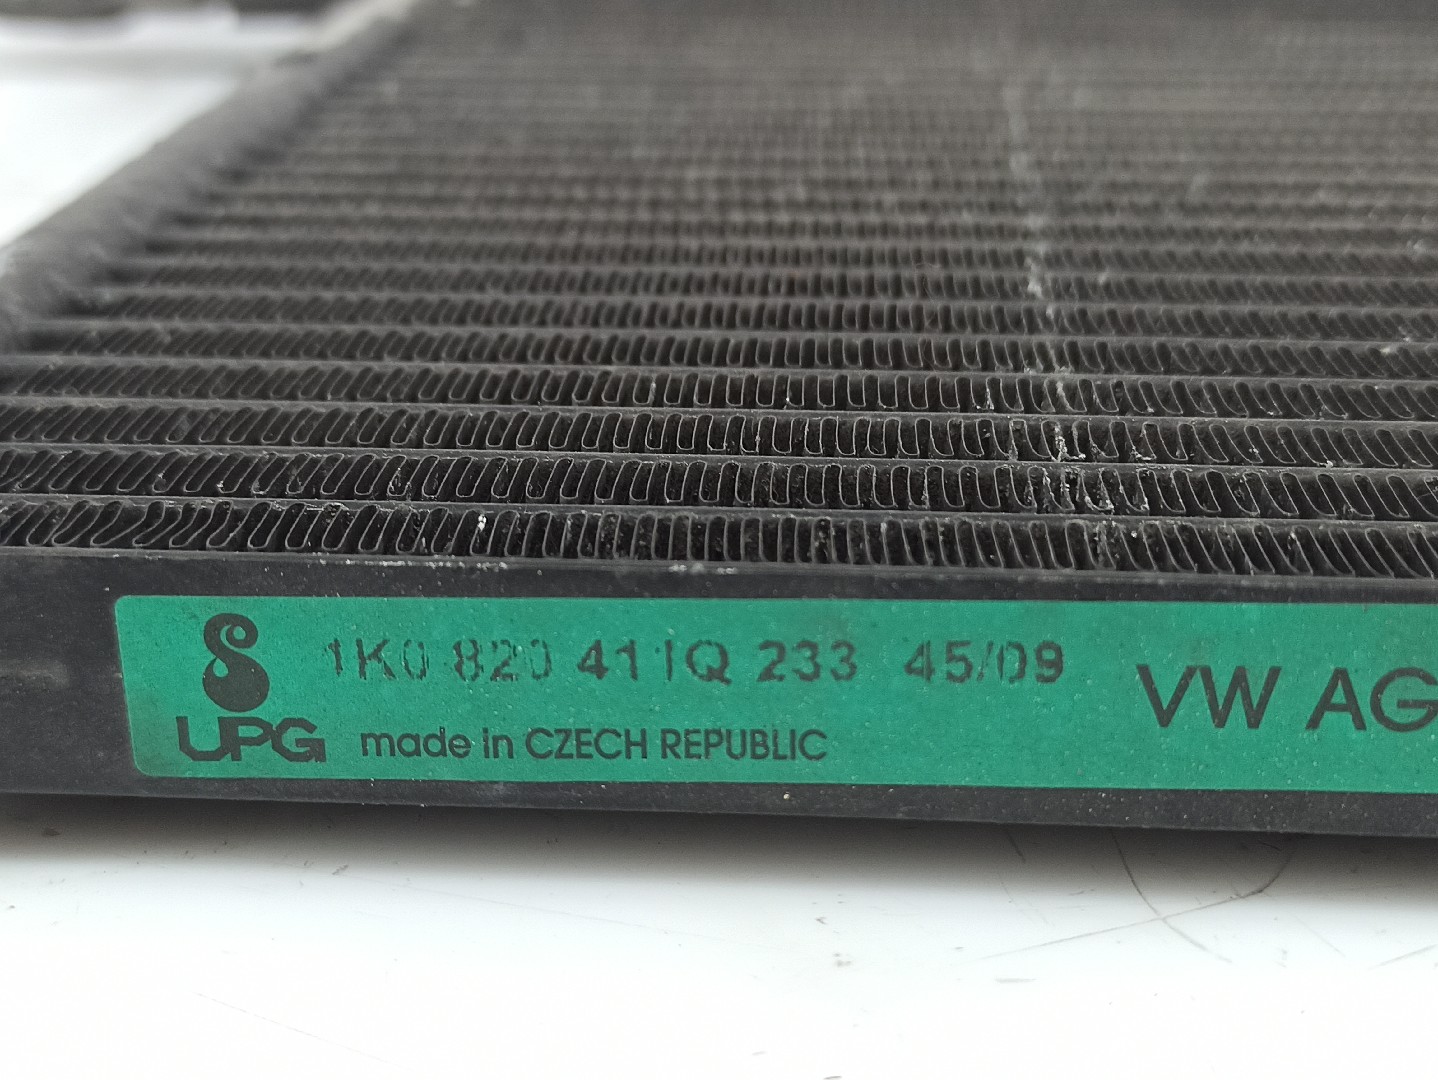 1K0 820 411Q 233 45/09
VW AG
UPG made in CZECH REPUBLIC